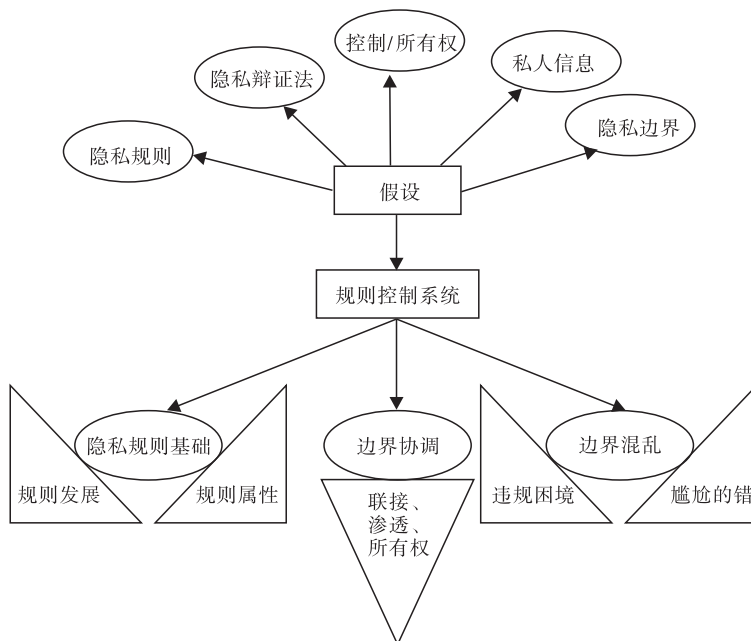 控制/所有权
私人信息
隐私辩证法
隐私边界
隐私规则
假设
规则控制系统
隐私规则基础
边界协调
边界混乱
规则发展
规则属性
联接、
渗透、
所有权
违规困境
尴尬的错